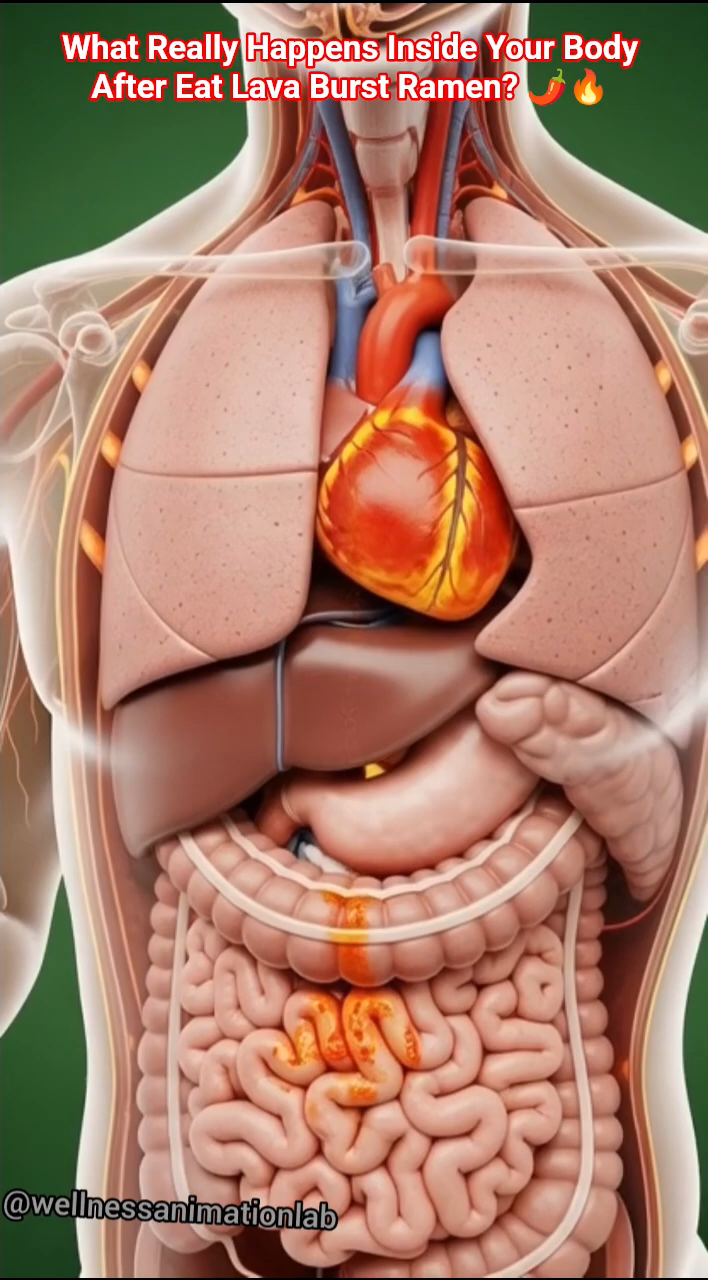 What Really Happens Inside Your Body
After Eat Lava Burst Ramen? 🌶️🔥
@wellnessanimationlab